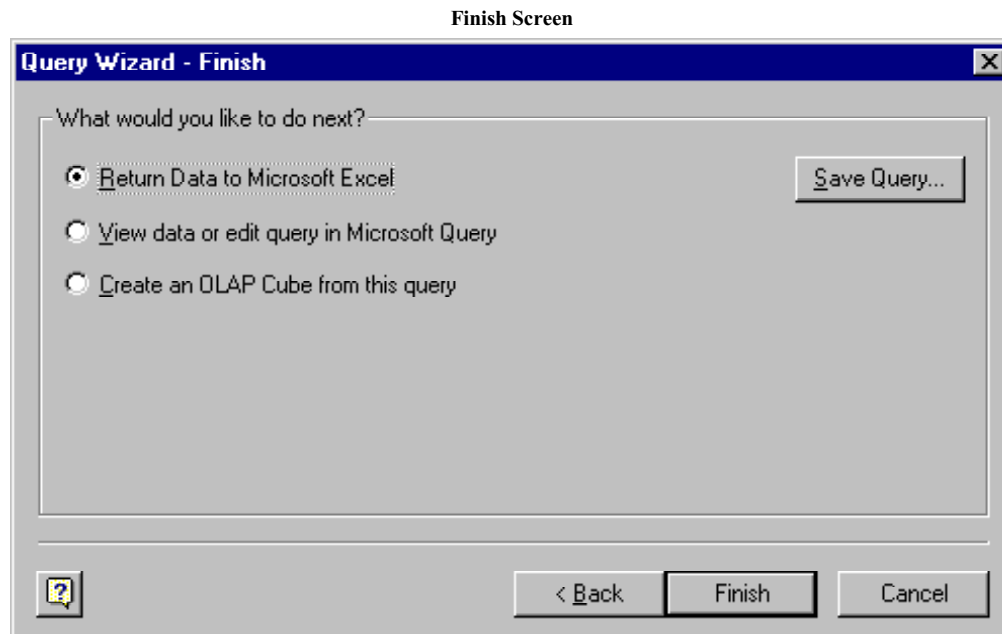 Finish Screen
Query Wizard - Finish
What would you like to do next?
Return Data to Microsoft Excel
Save Query...
View data or edit query in Microsoft Query
Create an OLAP Cube from this query
?
< Back
Finish
Cancel